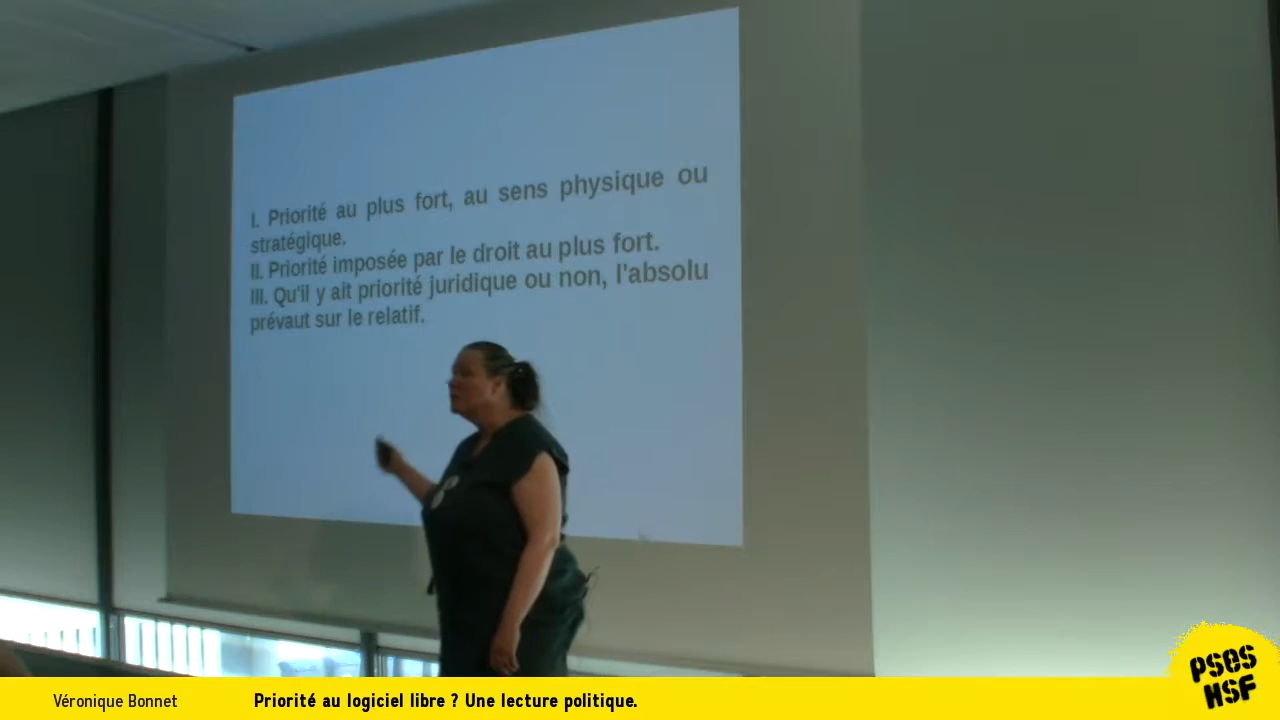 I. Priorité au plus fort, au sens physique ou
stratégique.
II. Priorité imposée par le droit au plus fort.
III. Qu'il y ait priorité juridique ou non, l'absolu
prévaut sur le relatif.
Véronique Bonnet
Priorité au logiciel libre ? Une lecture politique.
PSES
HSF